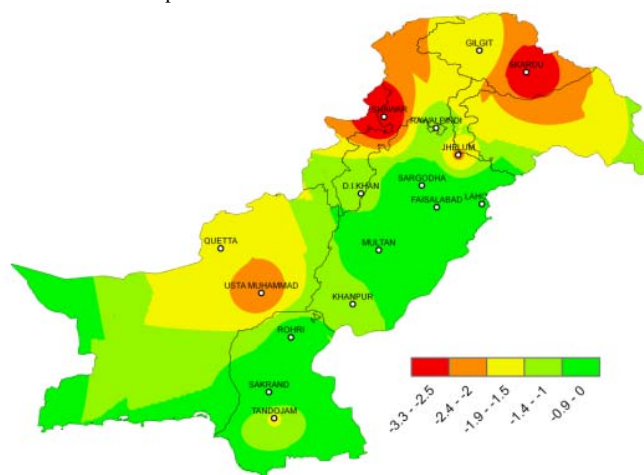 GILGIT
SKARDU
RAWALPINDI
JHELUM
SARGODHA
D.I.KHAN
LAHO
FAISALABAD
QUETTA
MULTAN
USTA MUHAMMAD
KHANPUR
ROHRI
SAKRAND
TANDOJAM
-3.3 - -2.5
-2.4 - -2
-1.9 - -1.5
-1.4 - -1
-0.9 - 0